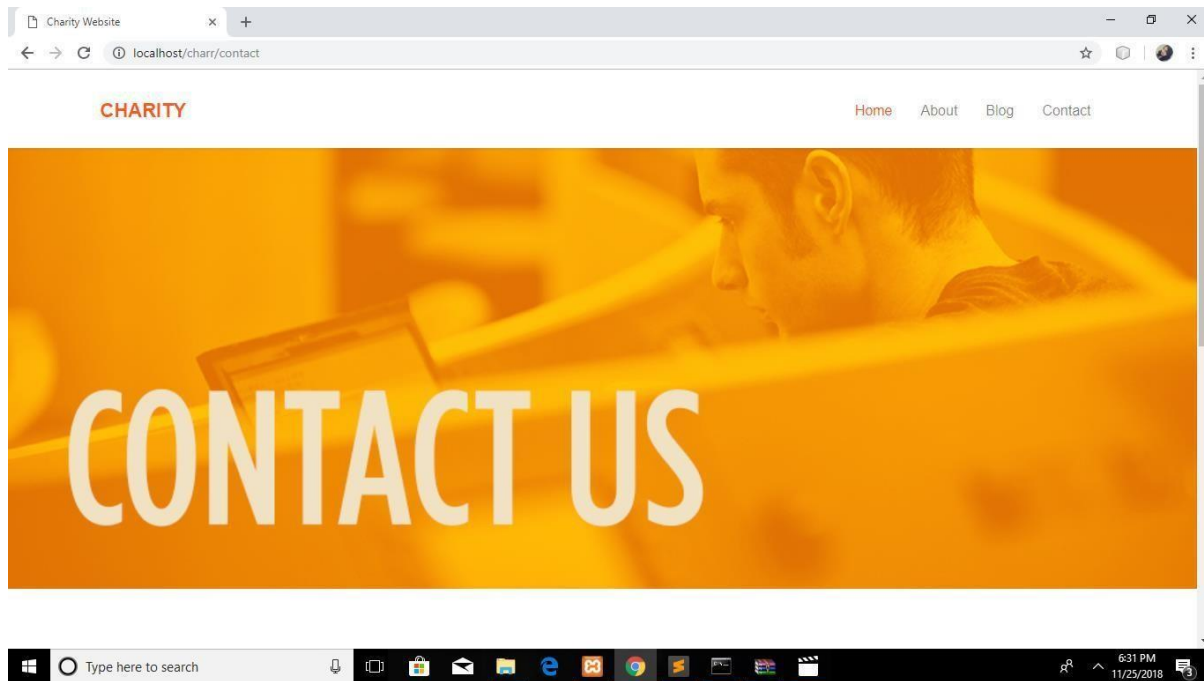 Charity Website
localhost/charr/contact
CHARITY
Home About Blog Contact
CONTACT US
Type here to search
6:31 PM
11/25/2018
3